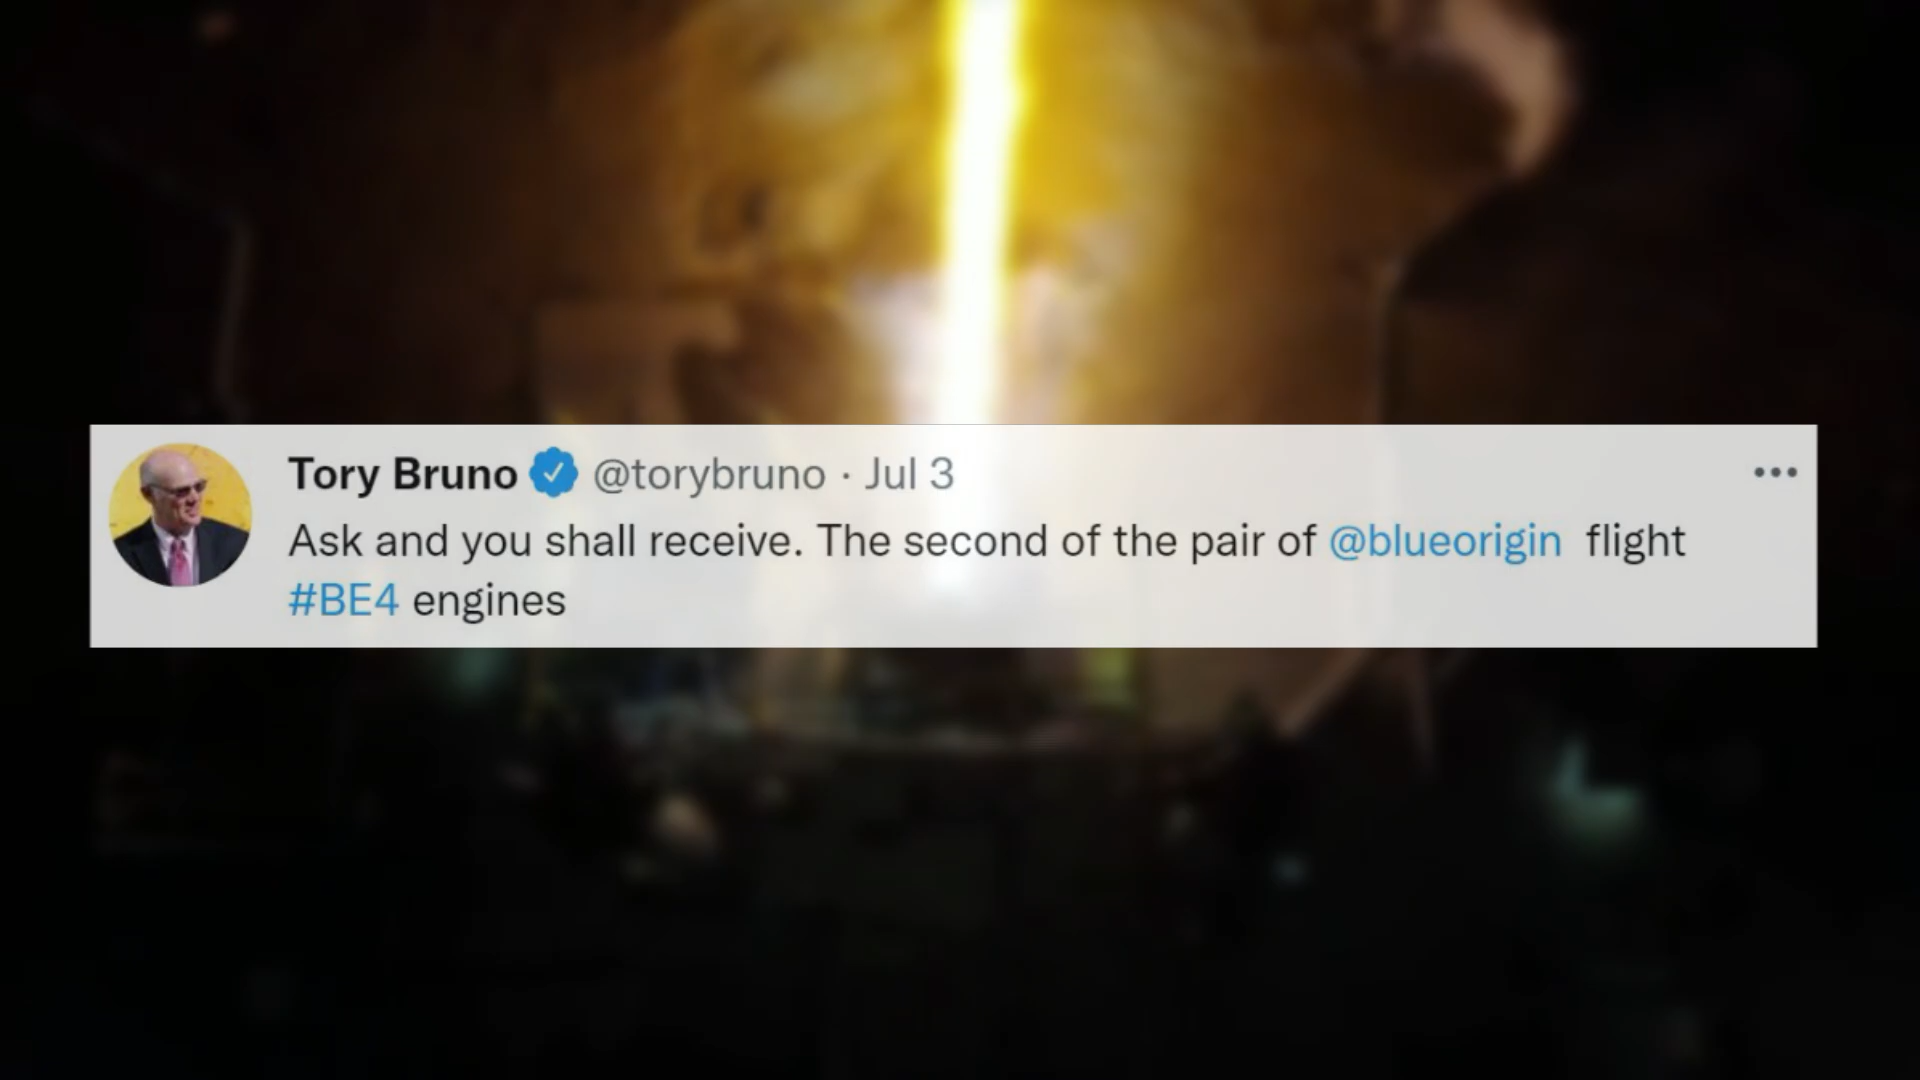 Tory Bruno @torybruno · Jul 3
Ask and you shall receive. The second of the pair of @blueorigin flight
#BE4 engines